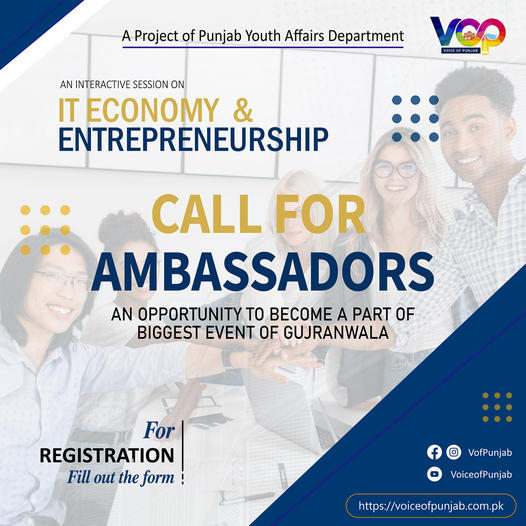 A Project of Punjab Youth Affairs Department
VOP
VOICE OF PUNJAB
AN INTERACTIVE SESSION ON
IT ECONOMY &
ENTREPRENEURSHIP
CALL FOR
AMBASSADORS
AN OPPORTUNITY TO BECOME A PART OF
BIGGEST EVENT OF GUJRANWALA
For
REGISTRATION
Fill out the form
VofPunjab
VoiceofPunjab
https://voiceofpunjab.com.pk